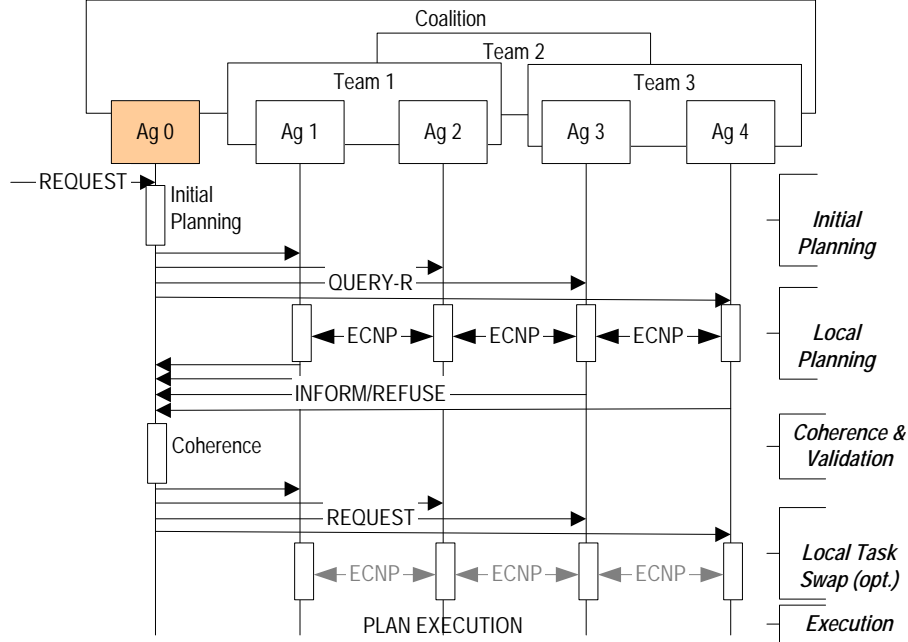 Coalition
Team 2
Team 1
Team 3
Ag 0
Ag 1
Ag 2
Ag 3
Ag 4
REQUEST
Initial
Planning
Initial
Planning
QUERY-R
ECNP
ECNP
ECNP
Local
Planning
INFORM/REFUSE
Coherence
Coherence &
Validation
REQUEST
ECNP
ECNP
ECNP
Local Task
Swap (opt.)
PLAN EXECUTION
Execution